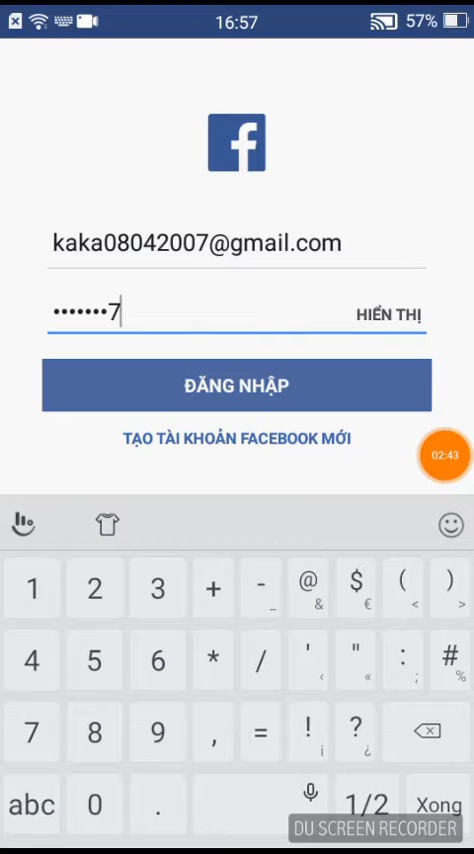 16:57
57%
f
kaka08042007@gmail.com
•••••••7
HIỂN THỊ
ĐĂNG NHẬP
TẠO TÀI KHOẢN FACEBOOK MỚI
02:43
1 2 3 + - _ @ & $ € ( < ) >
4 5 6 * / ' ‹ " « : ; # %
7 8 9 , = ! ¡ ? ¿
abc 0 . 1/2 Xong
DU SCREEN RECORDER